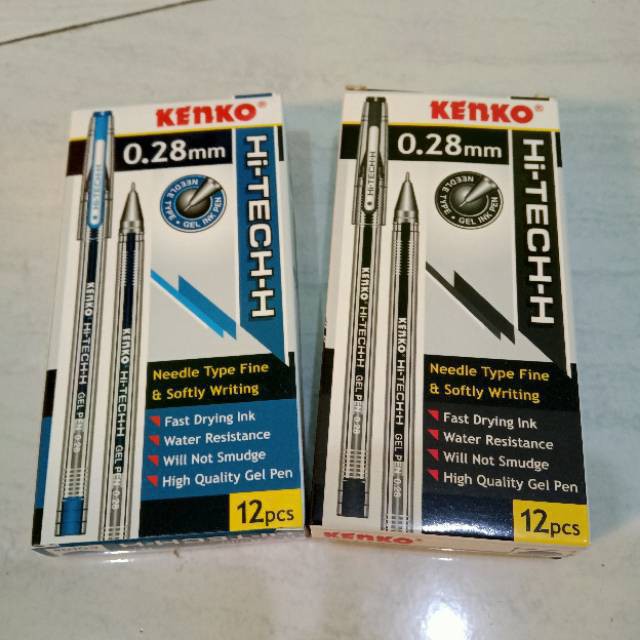 KENKO®
0.28mm
Hi-TECH-H
NEEDLE TYPE • GEL INK PEN
Hi-TECH-H
KENKO Hi-TECH-H GEL PEN 0.28
KENKO Hi-TECH-H GEL PEN 0.28
Needle Type Fine
& Softly Writing
Fast Drying Ink
Water Resistance
Will Not Smudge
High Quality Gel Pen
12pcs
KENKO®
0.28mm
Hi-TECH-H
NEEDLE TYPE • GEL INK PEN
Hi-TECH-H
KENKO Hi-TECH-H GEL PEN 0.28
KENKO Hi-TECH-H GEL PEN 0.28
Needle Type Fine
& Softly Writing
Fast Drying Ink
Water Resistance
Will Not Smudge
High Quality Gel Pen
12pcs
KENKO